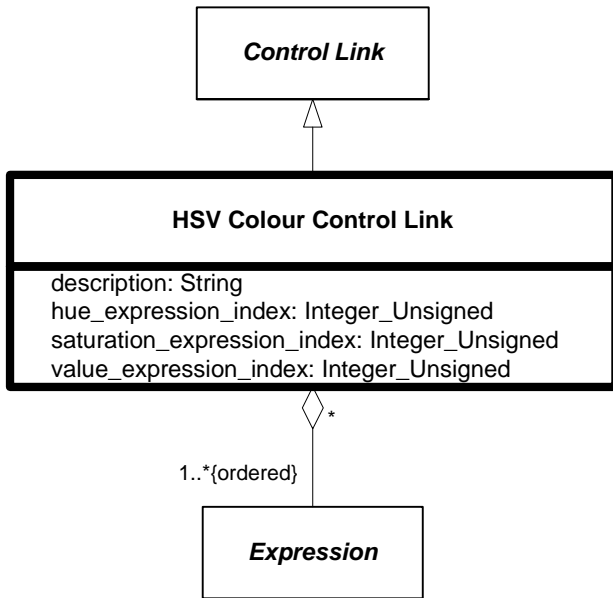 Control Link
HSV Colour Control Link
description: String
hue_expression_index: Integer_Unsigned
saturation_expression_index: Integer_Unsigned
value_expression_index: Integer_Unsigned
*
1..*{ordered}
Expression